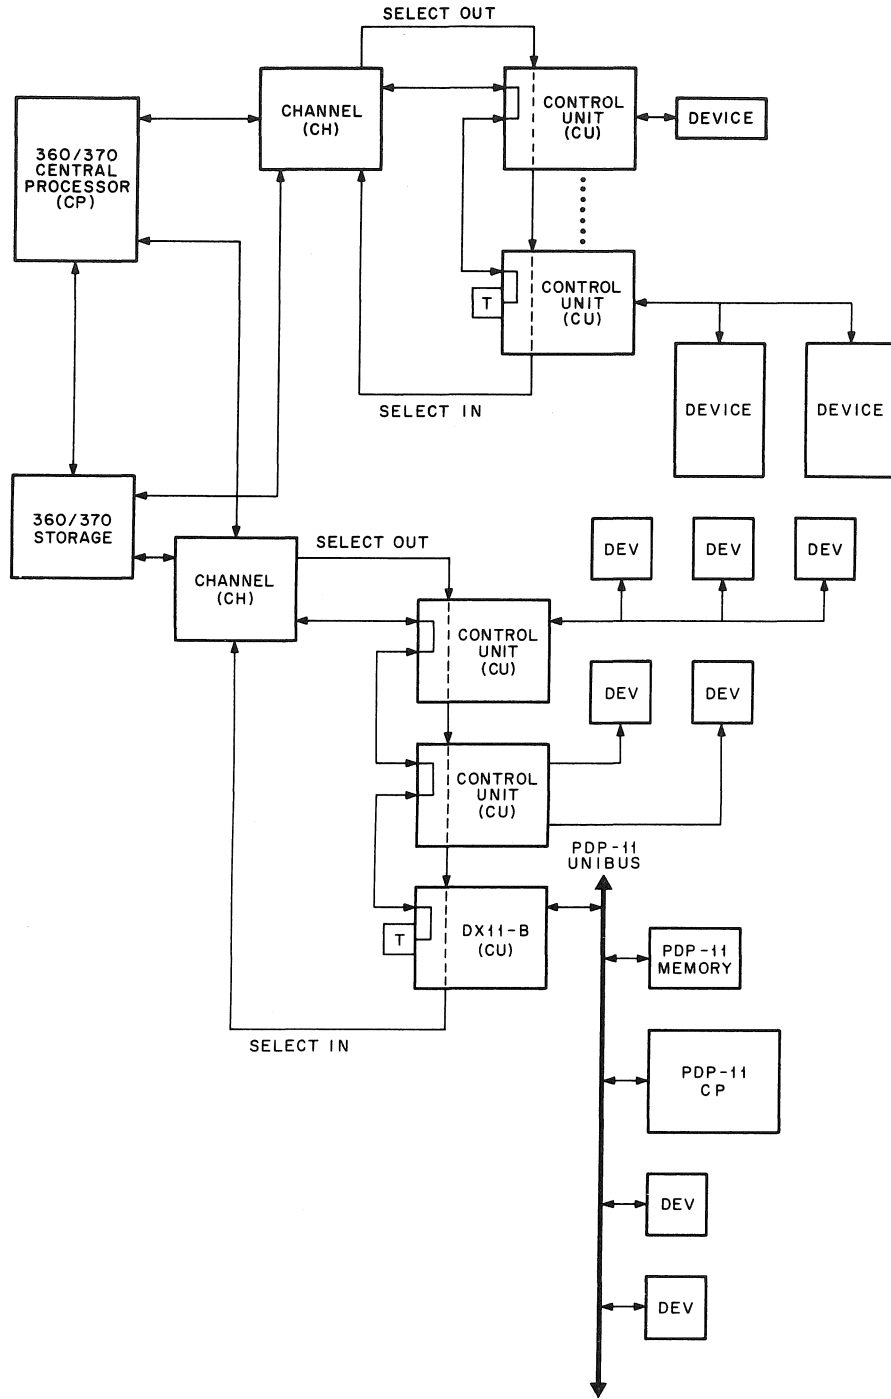 SELECT OUT
CHANNEL
(CH)
CONTROL
UNIT
(CU)
DEVICE
360/370
CENTRAL
PROCESSOR
(CP)
CONTROL
UNIT
(CU)
T
SELECT IN
DEVICE
DEVICE
360/370
STORAGE
SELECT OUT
CHANNEL
(CH)
DEV
DEV
DEV
CONTROL
UNIT
(CU)
DEV
DEV
CONTROL
UNIT
(CU)
PDP-11
UNIBUS
DX11-B
(CU)
T
PDP-11
MEMORY
SELECT IN
PDP-11
CP
DEV
DEV